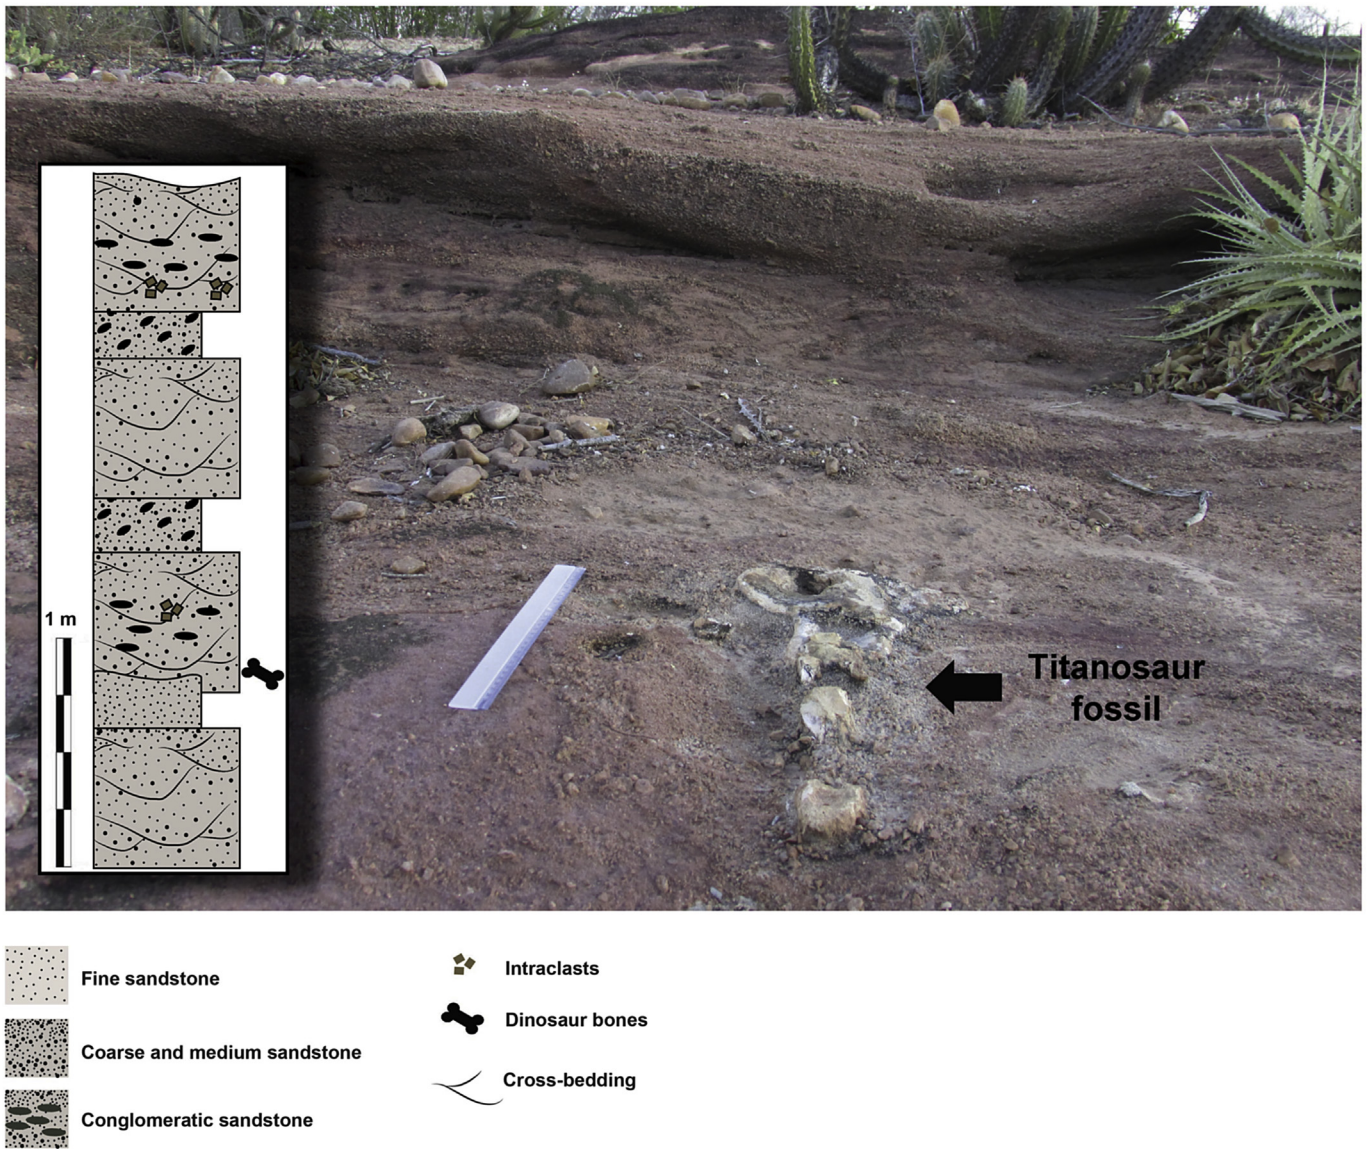 1 m
Titanosaur
fossil
Fine sandstone
Coarse and medium sandstone
Conglomeratic sandstone
Intraclasts
Dinosaur bones
Cross-bedding